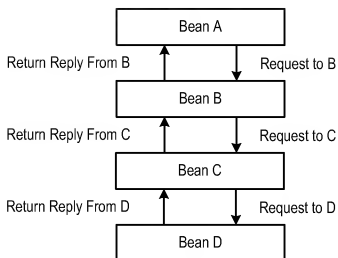 Bean A
Return Reply From B
Request to B
Bean B
Return Reply From C
Request to C
Bean C
Return Reply From D
Request to D
Bean D